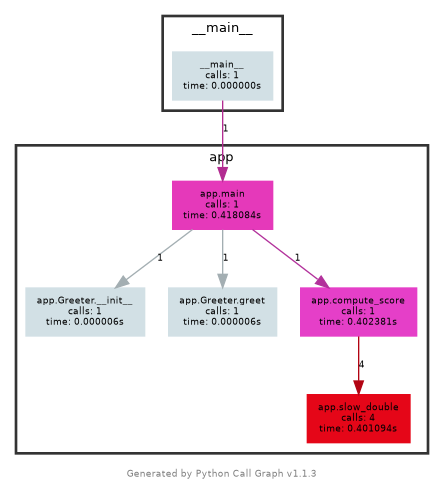 __main__
__main__
calls: 1
time: 0.000000s
1
app
app.main
calls: 1
time: 0.418084s
1
1
1
app.Greeter.__init__
calls: 1
time: 0.000006s
app.Greeter.greet
calls: 1
time: 0.000006s
app.compute_score
calls: 1
time: 0.402381s
4
app.slow_double
calls: 4
time: 0.401094s
Generated by Python Call Graph v1.1.3